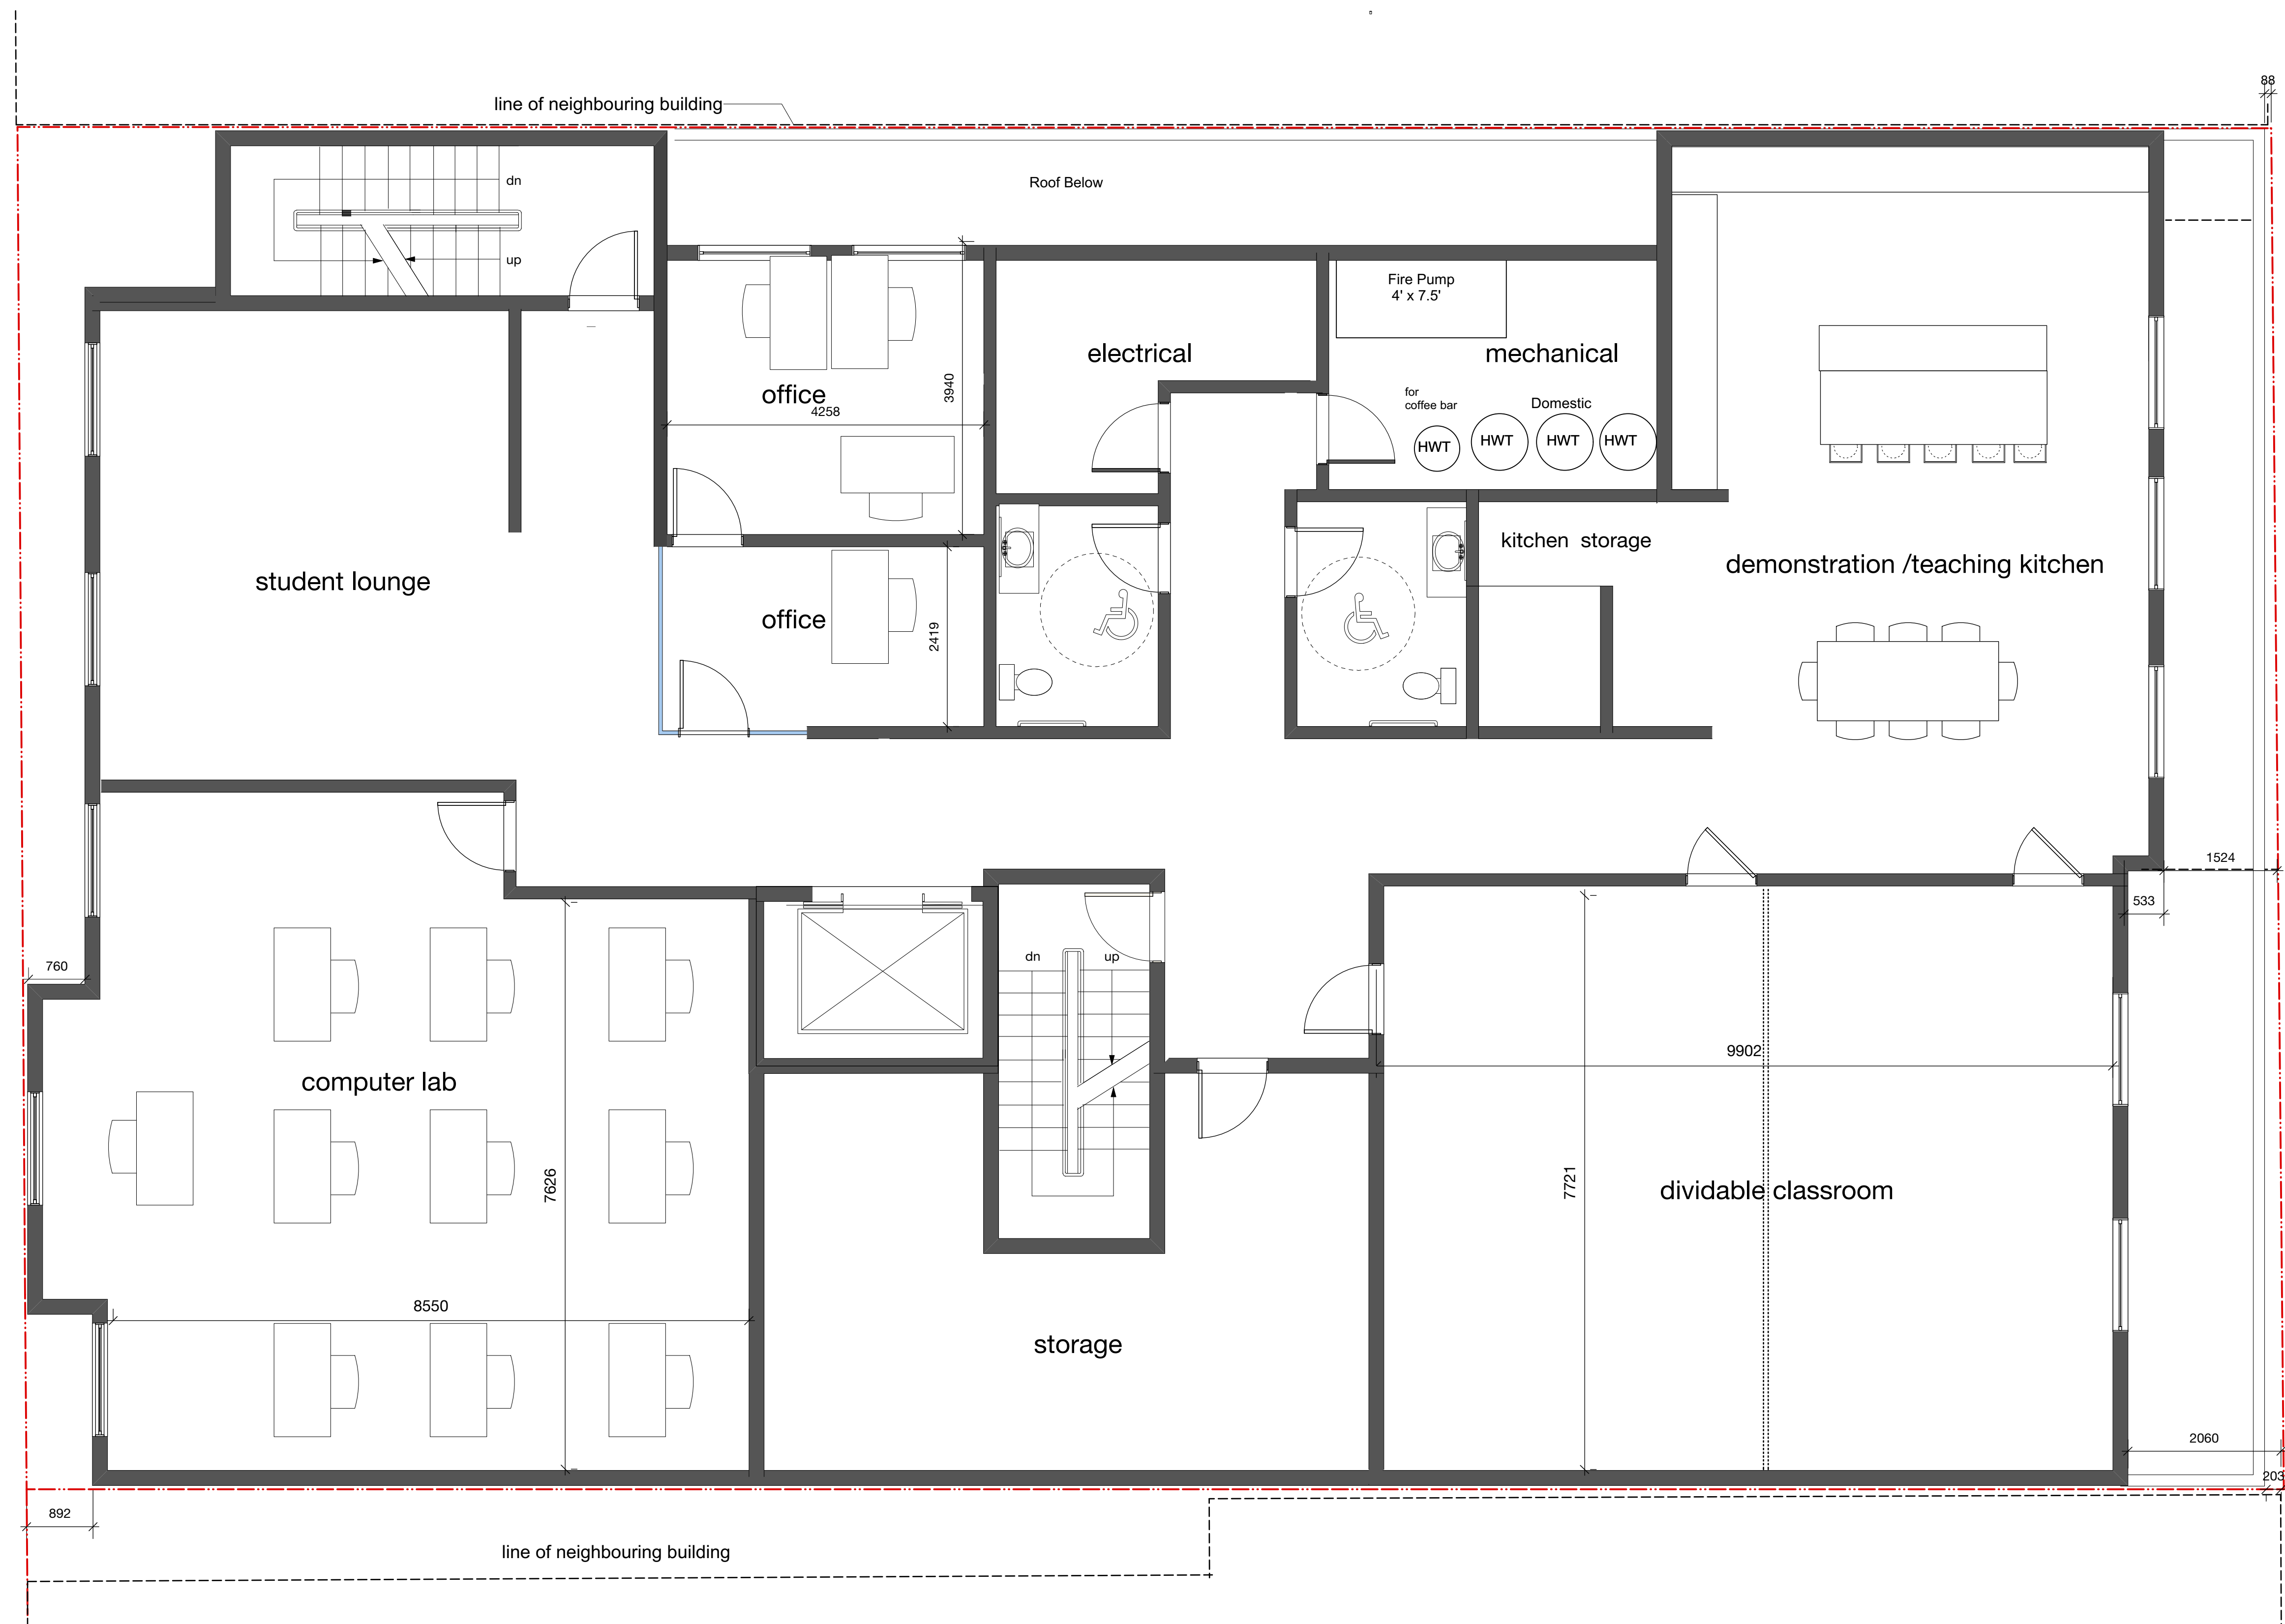 88
line of neighbouring building
dn
Roof Below
up
Fire Pump
4' x 7.5'
electrical
mechanical
office
4258
3940
for
coffee bar
Domestic
HWT
HWT
HWT
HWT
kitchen storage
demonstration /teaching kitchen
student lounge
office
2419
1524
533
760
dn
up
9902
computer lab
7626
7721
dividable classroom
8550
storage
2060
203
892
line of neighbouring building